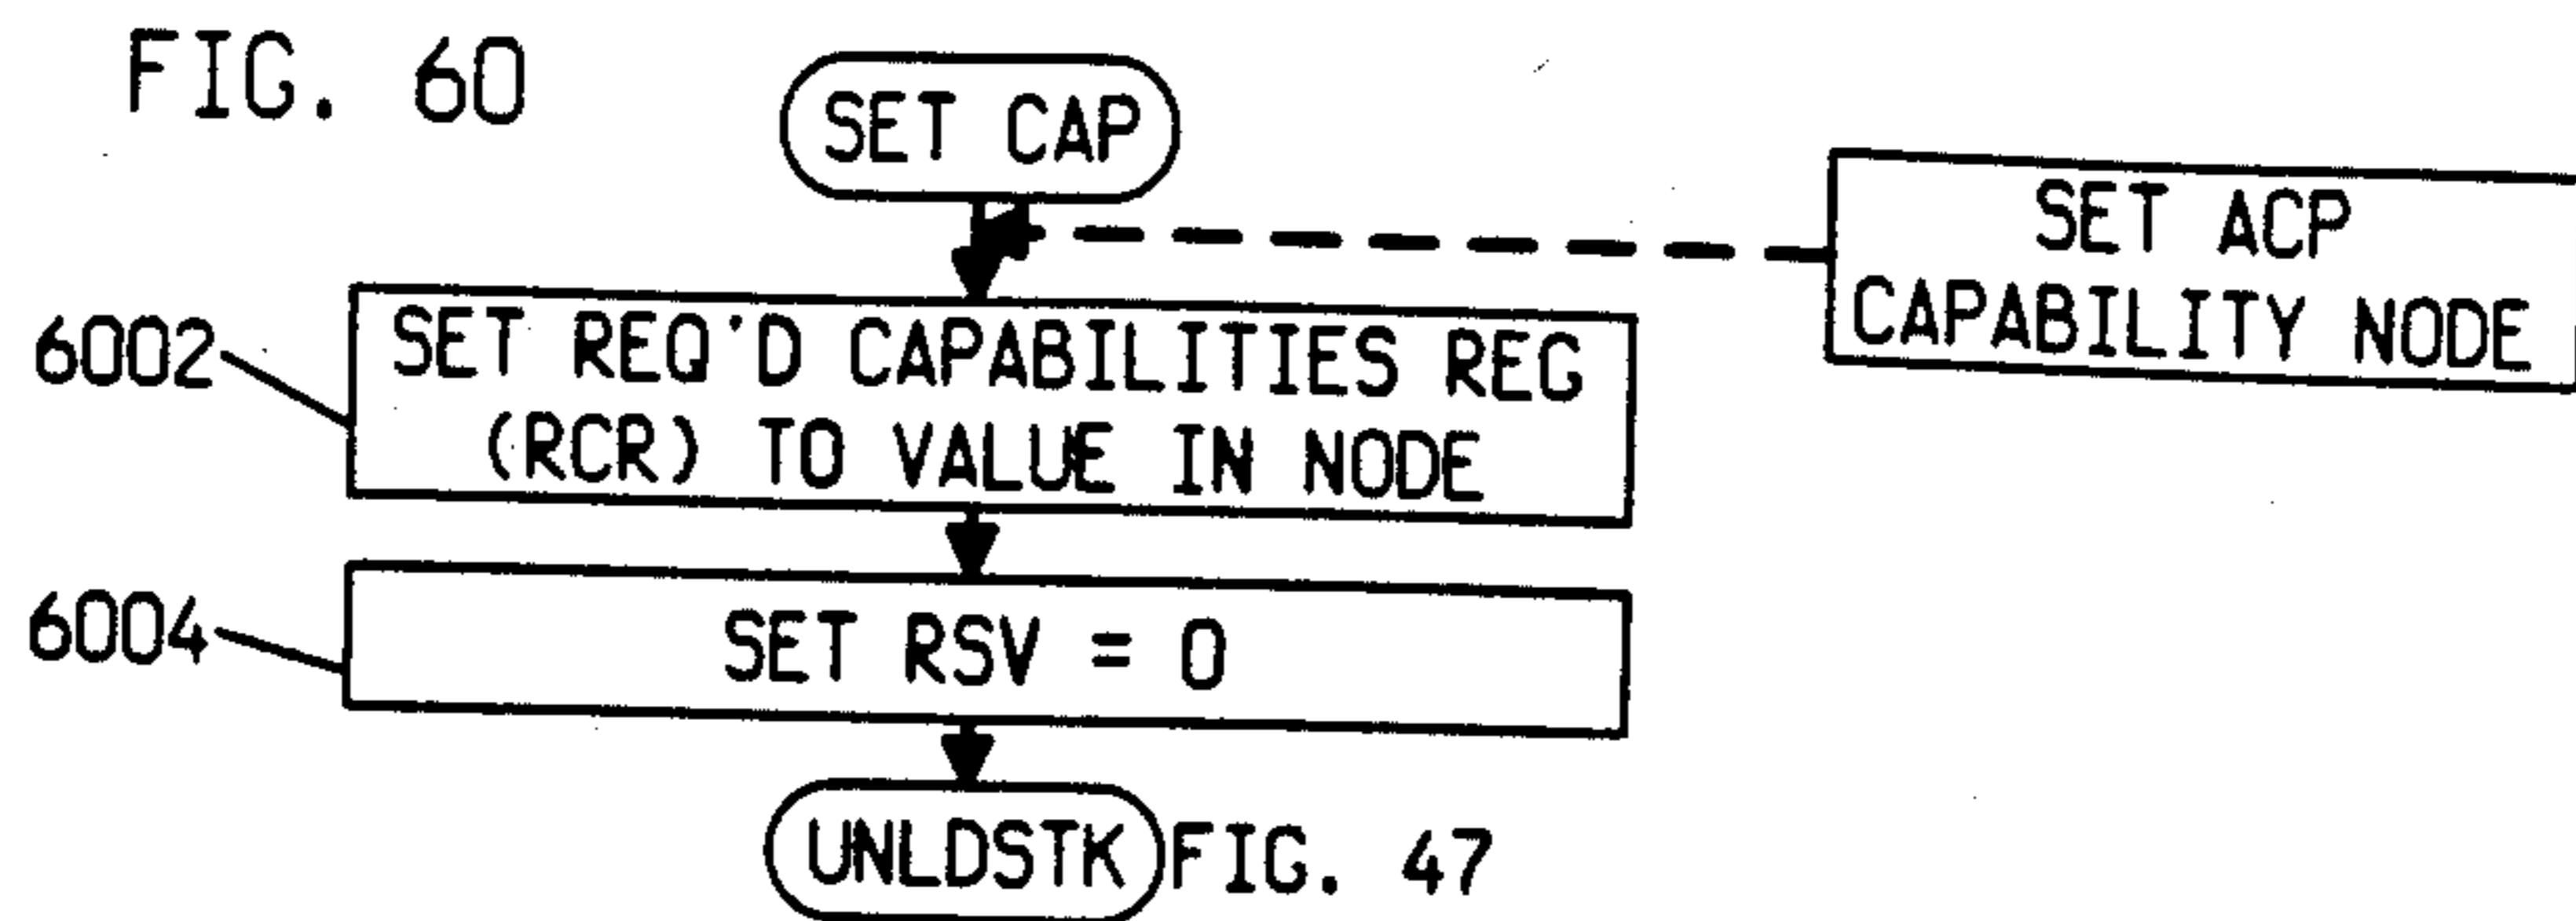 FIG. 60
SET CAP
SET ACP
CAPABILITY NODE
6002
SET REQ'D CAPABILITIES REG
(RCR) TO VALUE IN NODE
6004
SET RSV = 0
UNLDSTK
FIG. 47